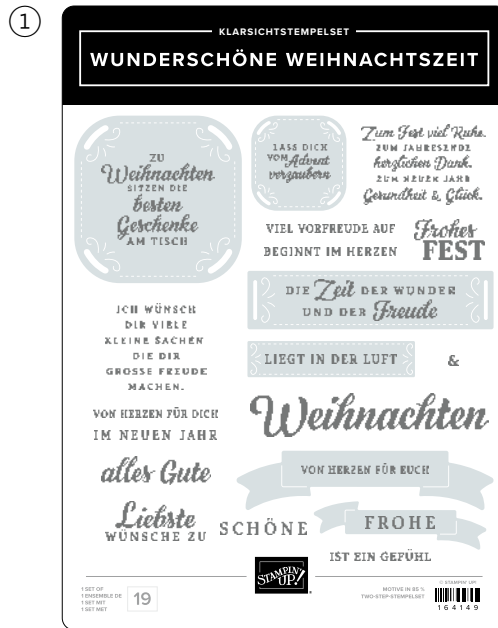 1
KLARSICHTSTEMPELSET
WUNDERSCHÖNE WEIHNACHTSZEIT
ZU
Weihnachten
SITZEN DIE
besten
Geschenke
AM TISCH
LASS DICH
VOM Advent
verzaubern
Zum Fest viel Ruhe.
ZUM JAHRESENDE
herzlichen Dank.
ZUM NEUEN JAHR
Gesundheit & Glück.
VIEL VORFREUDE AUF
BEGINNT IM HERZEN
Frohes
FEST
DIE Zeit DER WUNDER
UND DER Freude
ICH WÜNSCH
DIR VIELE
KLEINE SACHEN
DIE DIR
GROSSE FREUDE
MACHEN.
LIEGT IN DER LUFT
&
VON HERZEN FÜR DICH
IM NEUEN JAHR
Weihnachten
alles Gute
VON HERZEN FÜR EUCH
Liebste
WÜNSCHE ZU
SCHÖNE
FROHE
IST EIN GEFÜHL
STAMPIN' UP!
1 SET OF
1 ENSEMBLE DE
1 SET MIT
1 SET MET
19
MOTIVE IN 85 %
TWO-STEP-STEMPELSET
© STAMPIN' UP!
164149